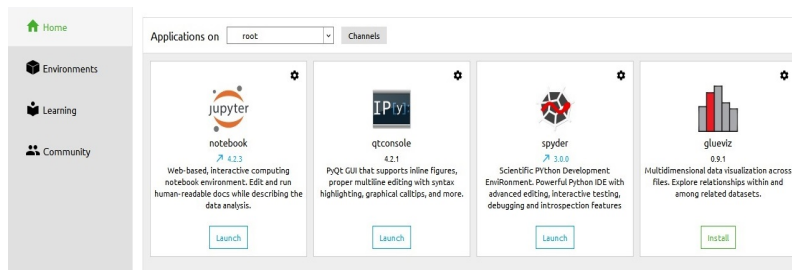 Home
Environments
Learning
Community
Applications on root Channels
jupyter
notebook
4.2.3
Web-based, interactive computing
notebook environment. Edit and run
human-readable docs while describing the
data analysis.
Launch
IP[y]:
qtconsole
4.2.1
PyQt GUI that supports inline figures,
proper multiline editing with syntax
highlighting, graphical calltips, and more.
Launch
spyder
3.0.0
Scientific PYthon Development
EnviRonment. Powerful Python IDE with
advanced editing, interactive testing,
debugging and introspection features
Launch
glueviz
0.9.1
Multidimensional data visualization across
files. Explore relationships within and
among related datasets.
Install